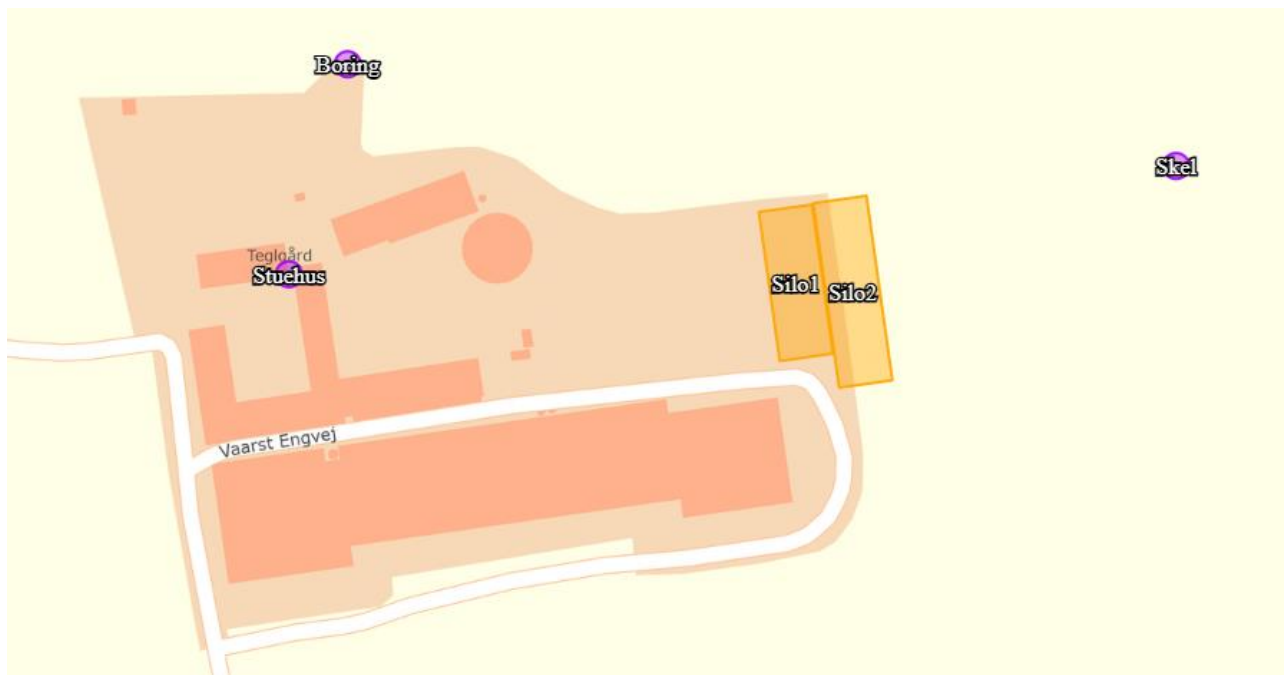 Boring
Skel
Teglgård
Stuehus
Silo1
Silo2
Vaarst Engvej